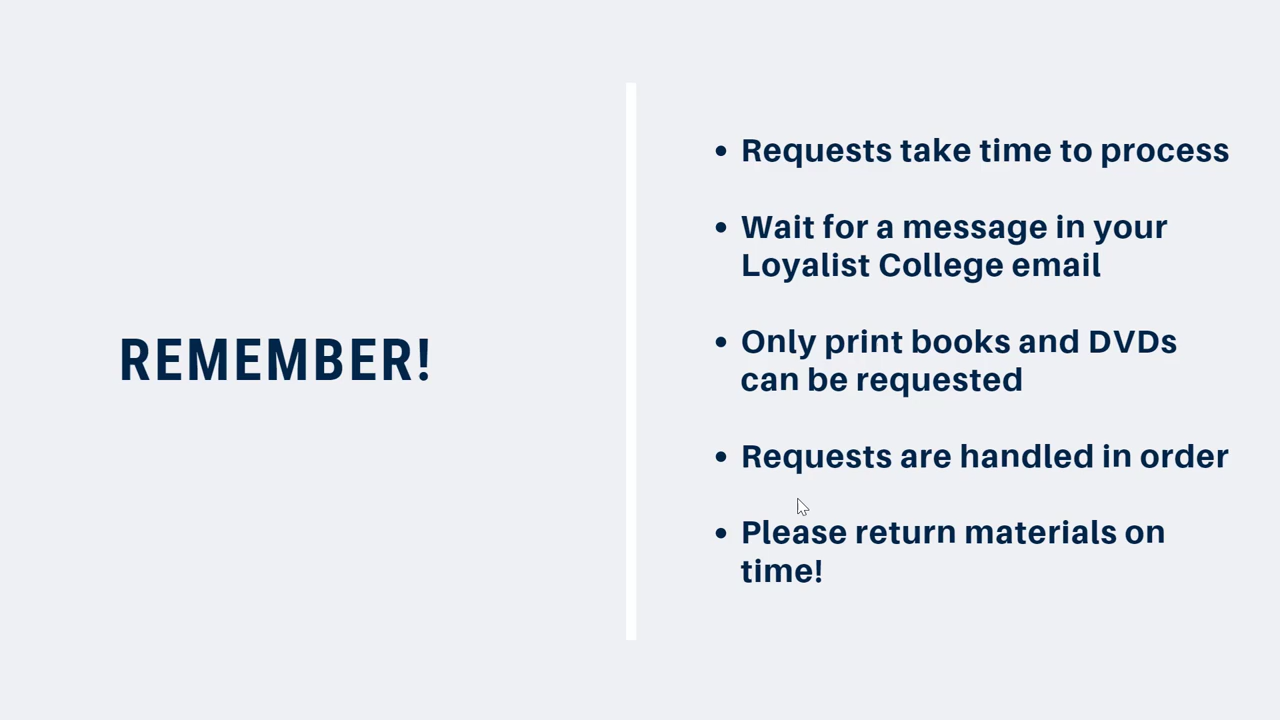 REMEMBER!
• Requests take time to process
• Wait for a message in your
Loyalist College email
• Only print books and DVDs
can be requested
• Requests are handled in order
• Please return materials on
time!